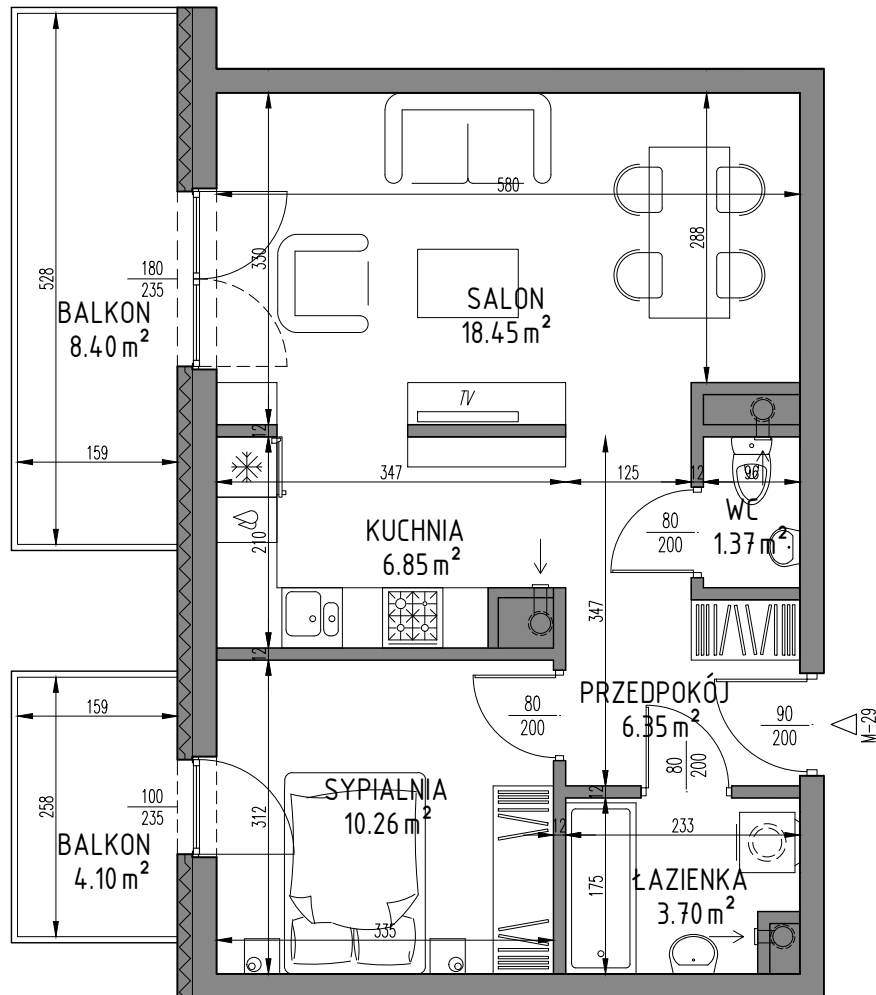 580
528
330
288
180
235
BALKON
8.40 m²
SALON
18.45 m²
TV
12
159
347
125
12
96
WC
1.37 m²
80
200
210
KUCHNIA
6.85 m²
347
12
159
80
200
PRZEDPOKÓJ
6.35 m²
90
200
M-29
80
200
258
100
235
BALKON
4.10 m²
312
SYPIALNIA
10.26 m²
12
12
233
175
ŁAZIENKA
3.70 m²
335